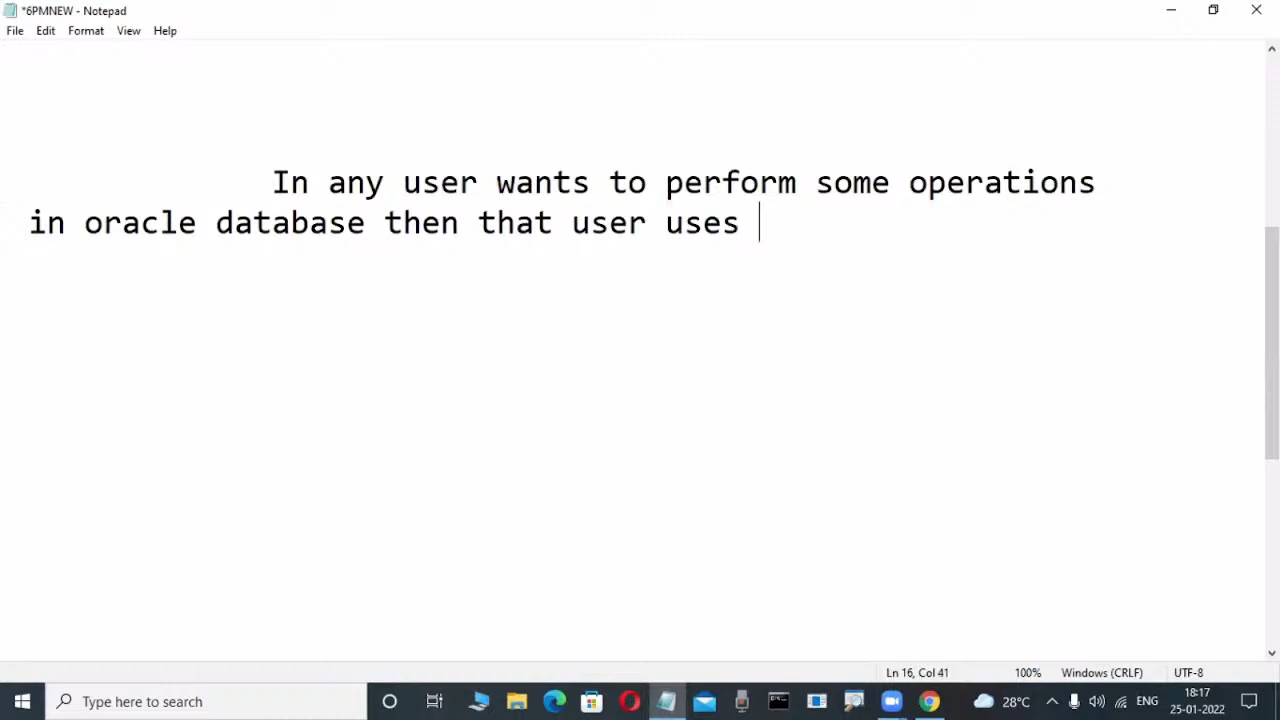 *6PMNEW - Notepad
File Edit Format View Help
In any user wants to perform some operations
in oracle database then that user uses
Ln 16, Col 41 100% Windows (CRLF) UTF-8
Type here to search
28°C ENG
18:17
25-01-2022